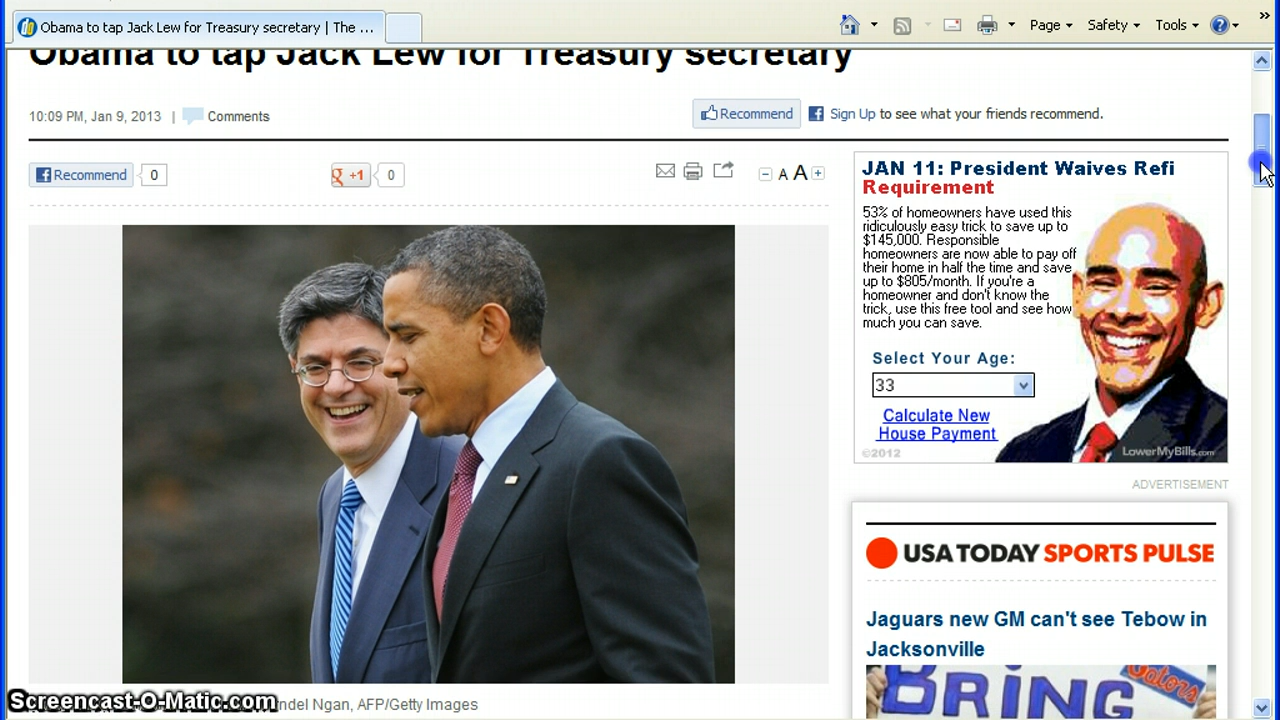 Obama to tap Jack Lew for Treasury secretary | The ...
Page
Safety
Tools
»
Obama to tap Jack Lew for Treasury secretary
10:09 PM, Jan 9, 2013 | Comments
Recommend
Sign Up to see what your friends recommend.
Recommend
0
+1
0
A A
JAN 11: President Waives Refi
Requirement
53% of homeowners have used this
ridiculously easy trick to save up to
$145,000. Responsible
homeowners are now able to pay off
their home in half the time and save
up to $805/month. If you're a
homeowner and don't know the
trick, use this free tool and see how
much you can save.
Select Your Age:
33
Calculate New
House Payment
©2012
LowerMyBills.com
ADVERTISEMENT
USA TODAY SPORTS PULSE
Jaguars new GM can't see Tebow in
Jacksonville
BRING
Gators
Screencast-O-Matic.com
ndel Ngan, AFP/Getty Images